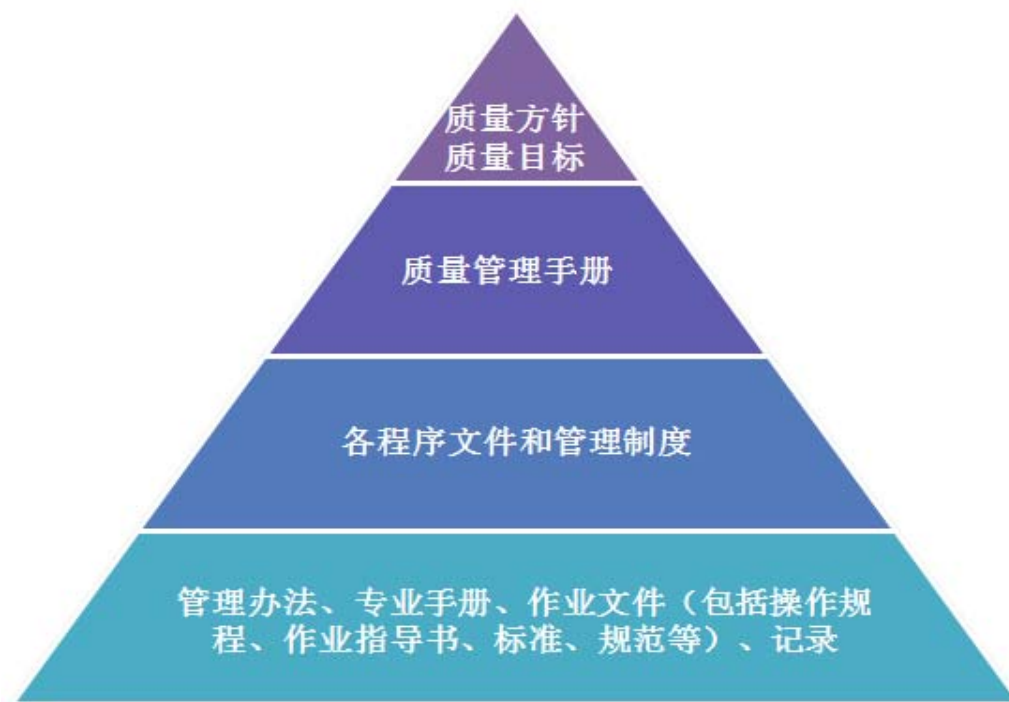 质量方针
质量目标
质量管理手册
各程序文件和管理制度
管理办法、专业手册、作业文件（包括操作规
程、作业指导书、标准、规范等）、记录